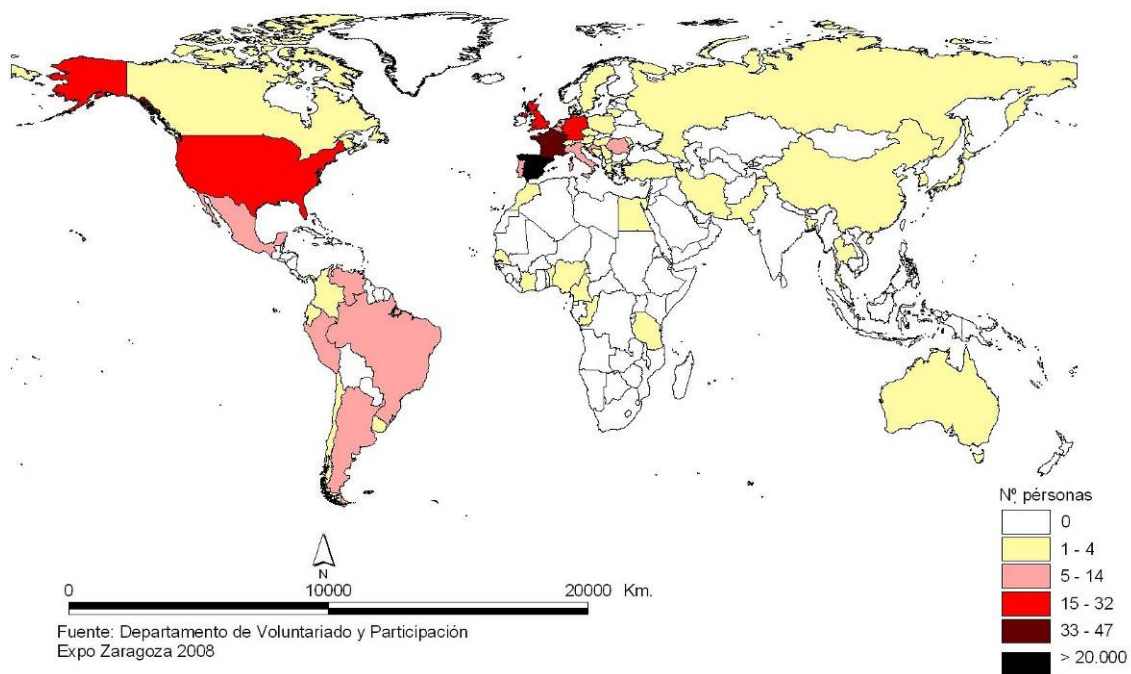 Nº pérsonas
0
1 - 4
5 - 14
15 - 32
33 - 47
> 20.000
N
0 10000 20000 Km.
Fuente: Departamento de Voluntariado y Participación
Expo Zaragoza 2008